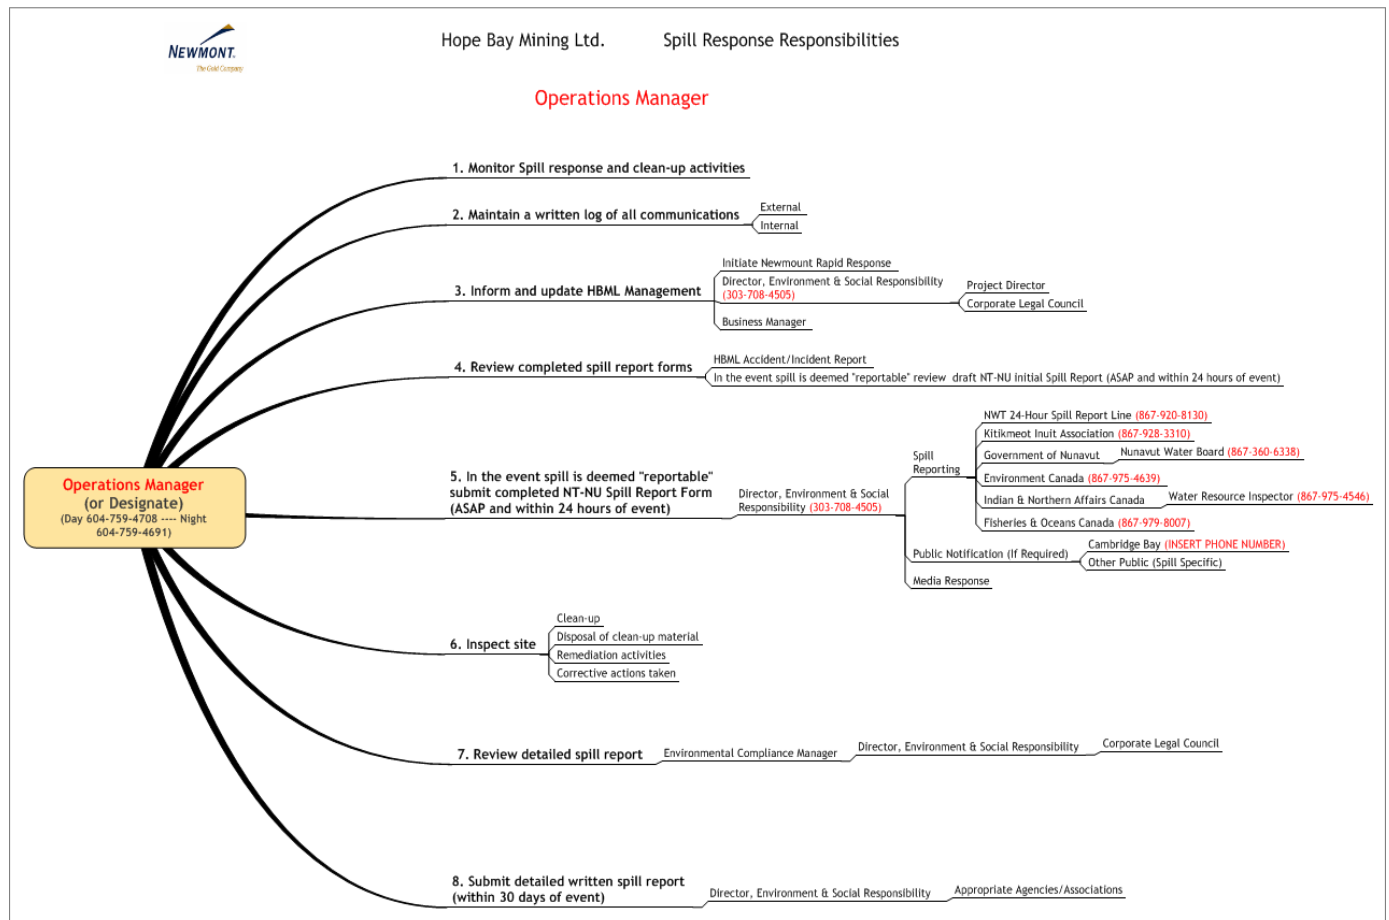 NEWMONT.
The Gold Company
Hope Bay Mining Ltd. Spill Response Responsibilities
Operations Manager
1. Monitor Spill response and clean-up activities
2. Maintain a written log of all communications
External
Internal
3. Inform and update HBML Management
Initiate Newmount Rapid Response
Director, Environment & Social Responsibility
(303-708-4505)
Project Director
Corporate Legal Council
Business Manager
4. Review completed spill report forms
HBML Accident/Incident Report
In the event spill is deemed "reportable" review draft NT-NU initial Spill Report (ASAP and within 24 hours of event)
Operations Manager
(or Designate)
(Day 604-759-4708 ---- Night
604-759-4691)
5. In the event spill is deemed "reportable"
submit completed NT-NU Spill Report Form
(ASAP and within 24 hours of event)
Director, Environment & Social
Responsibility (303-708-4505)
Spill
Reporting
NWT 24-Hour Spill Report Line (867-920-8130)
Kitikmeot Inuit Association (867-928-3310)
Government of Nunavut
Nunavut Water Board (867-360-6338)
Environment Canada (867-975-4639)
Indian & Northern Affairs Canada
Water Resource Inspector (867-975-4546)
Fisheries & Oceans Canada (867-979-8007)
Public Notification (If Required)
Cambridge Bay (INSERT PHONE NUMBER)
Other Public (Spill Specific)
Media Response
6. Inspect site
Clean-up
Disposal of clean-up material
Remediation activities
Corrective actions taken
7. Review detailed spill report
Environmental Compliance Manager
Director, Environment & Social Responsibility
Corporate Legal Council
8. Submit detailed written spill report
(within 30 days of event)
Director, Environment & Social Responsibility
Appropriate Agencies/Associations